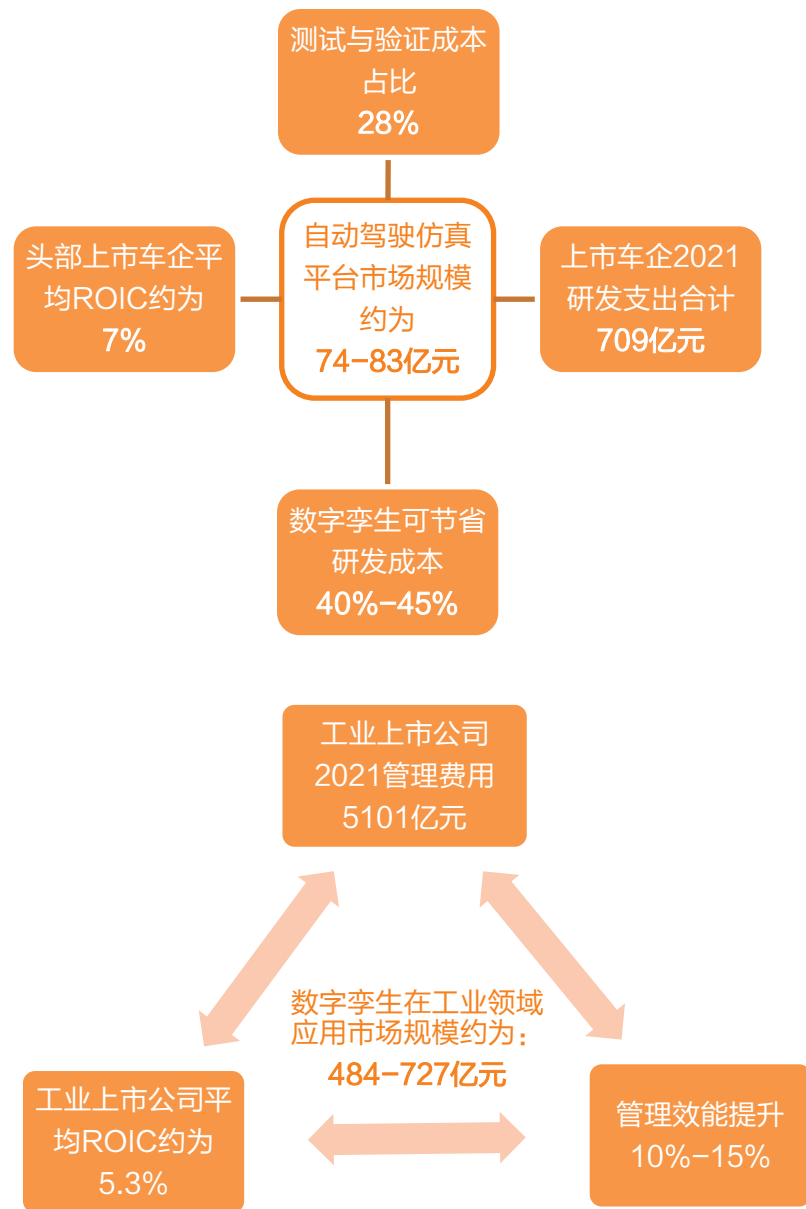 测试与验证成本
占比
28%
头部上市车企平
均ROIC约为
7%
自动驾驶仿真
平台市场规模
约为
74-83亿元
上市车企2021
研发支出合计
709亿元
数字孪生可节省
研发成本
40%-45%
工业上市公司
2021管理费用
5101亿元
数字孪生在工业领域
应用市场规模约为：
484-727亿元
工业上市公司平
均ROIC约为
5.3%
管理效能提升
10%-15%